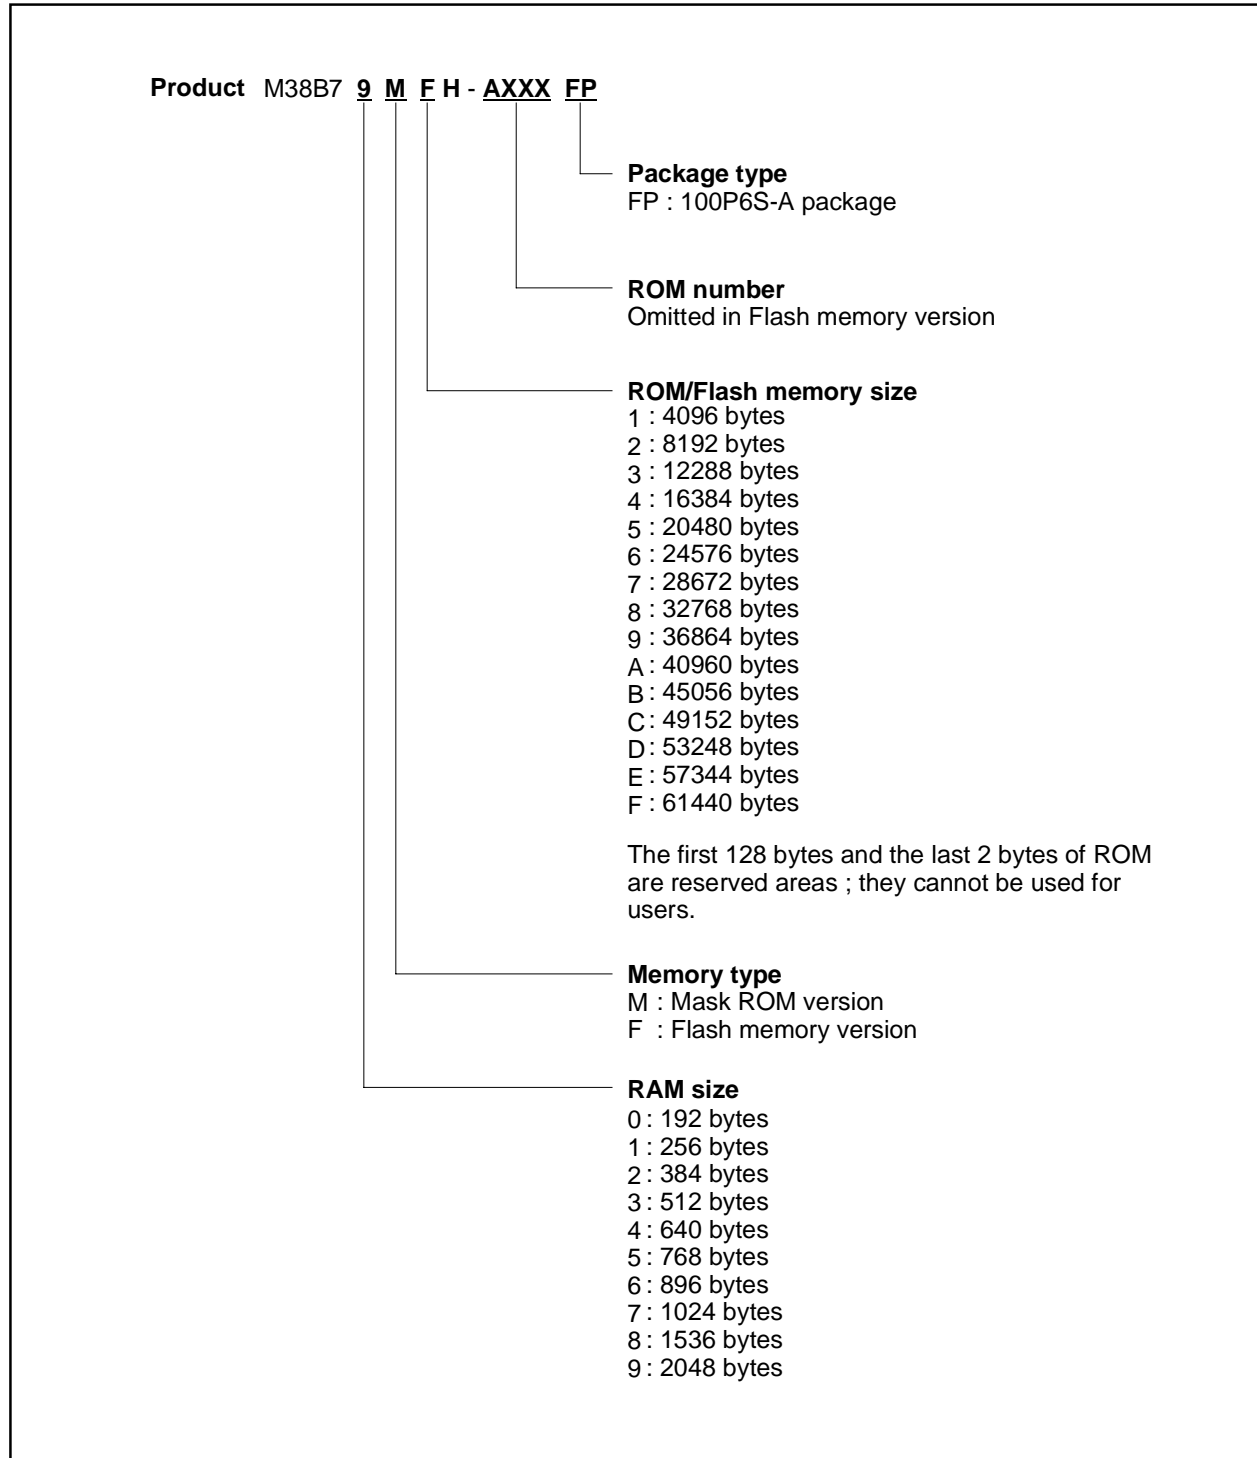 Product M38B7 9 M F H - AXXX FP
Package type
FP : 100P6S-A package
ROM number
Omitted in Flash memory version
ROM/Flash memory size
1 : 4096 bytes
2 : 8192 bytes
3 : 12288 bytes
4 : 16384 bytes
5 : 20480 bytes
6 : 24576 bytes
7 : 28672 bytes
8 : 32768 bytes
9 : 36864 bytes
A : 40960 bytes
B : 45056 bytes
C : 49152 bytes
D : 53248 bytes
E : 57344 bytes
F : 61440 bytes
The first 128 bytes and the last 2 bytes of ROM
are reserved areas ; they cannot be used for
users.
Memory type
M : Mask ROM version
F : Flash memory version
RAM size
0 : 192 bytes
1 : 256 bytes
2 : 384 bytes
3 : 512 bytes
4 : 640 bytes
5 : 768 bytes
6 : 896 bytes
7 : 1024 bytes
8 : 1536 bytes
9 : 2048 bytes